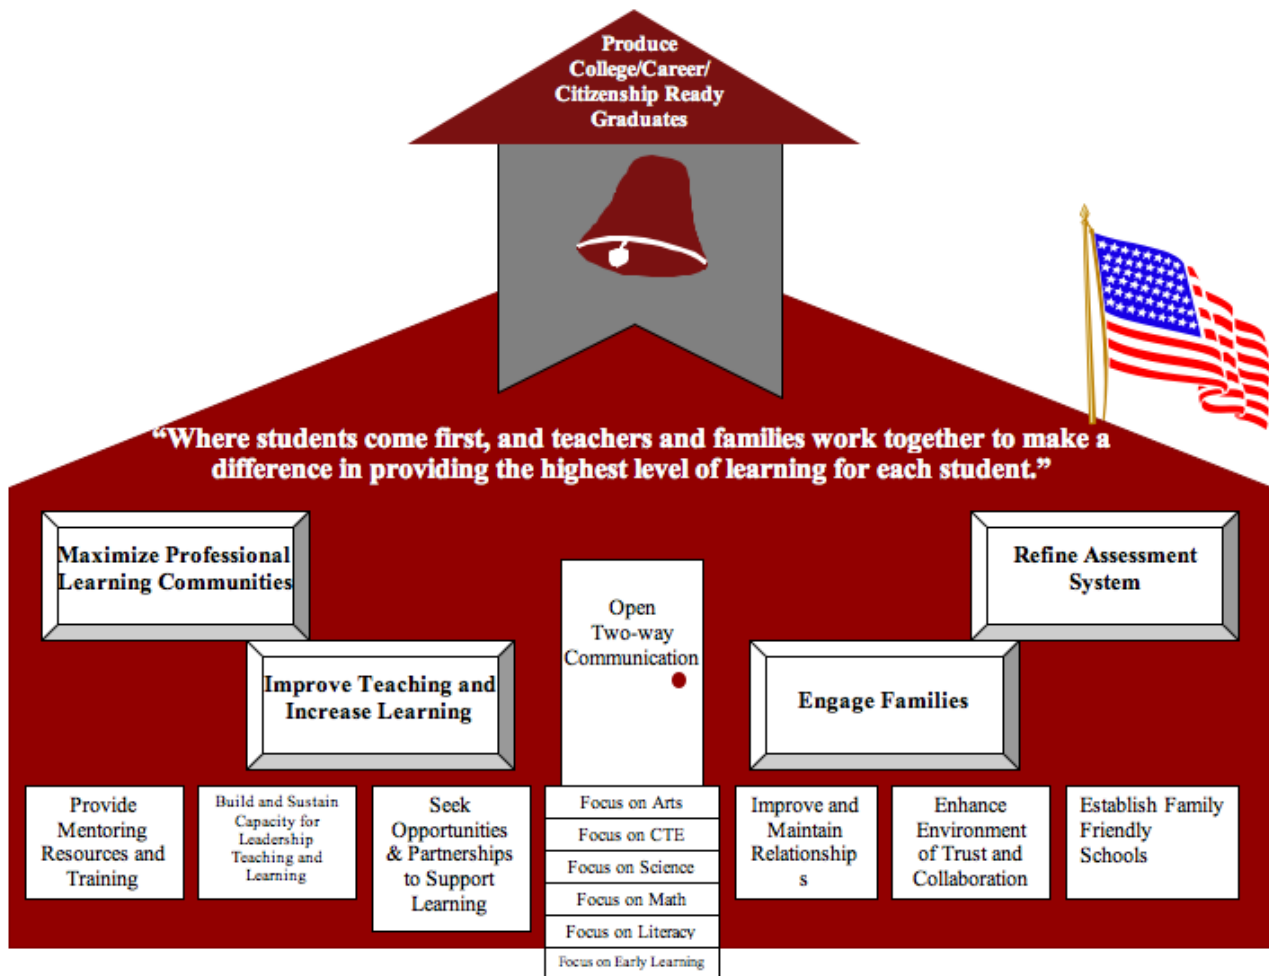 Produce
College/Career/
Citizenship Ready
Graduates
“Where students come first, and teachers and families work together to make a
difference in providing the highest level of learning for each student.”
Maximize Professional
Learning Communities
Refine Assessment
System
Open
Two-way
Communication
Improve Teaching and
Increase Learning
Engage Families
Provide
Mentoring
Resources and
Training
Build and Sustain
Capacity for
Leadership
Teaching and
Learning
Seek
Opportunities
& Partnerships
to Support
Learning
Focus on Arts
Focus on CTE
Focus on Science
Focus on Math
Focus on Literacy
Focus on Early Learning
Improve and
Maintain
Relationship
s
Enhance
Environment
of Trust and
Collaboration
Establish Family
Friendly
Schools